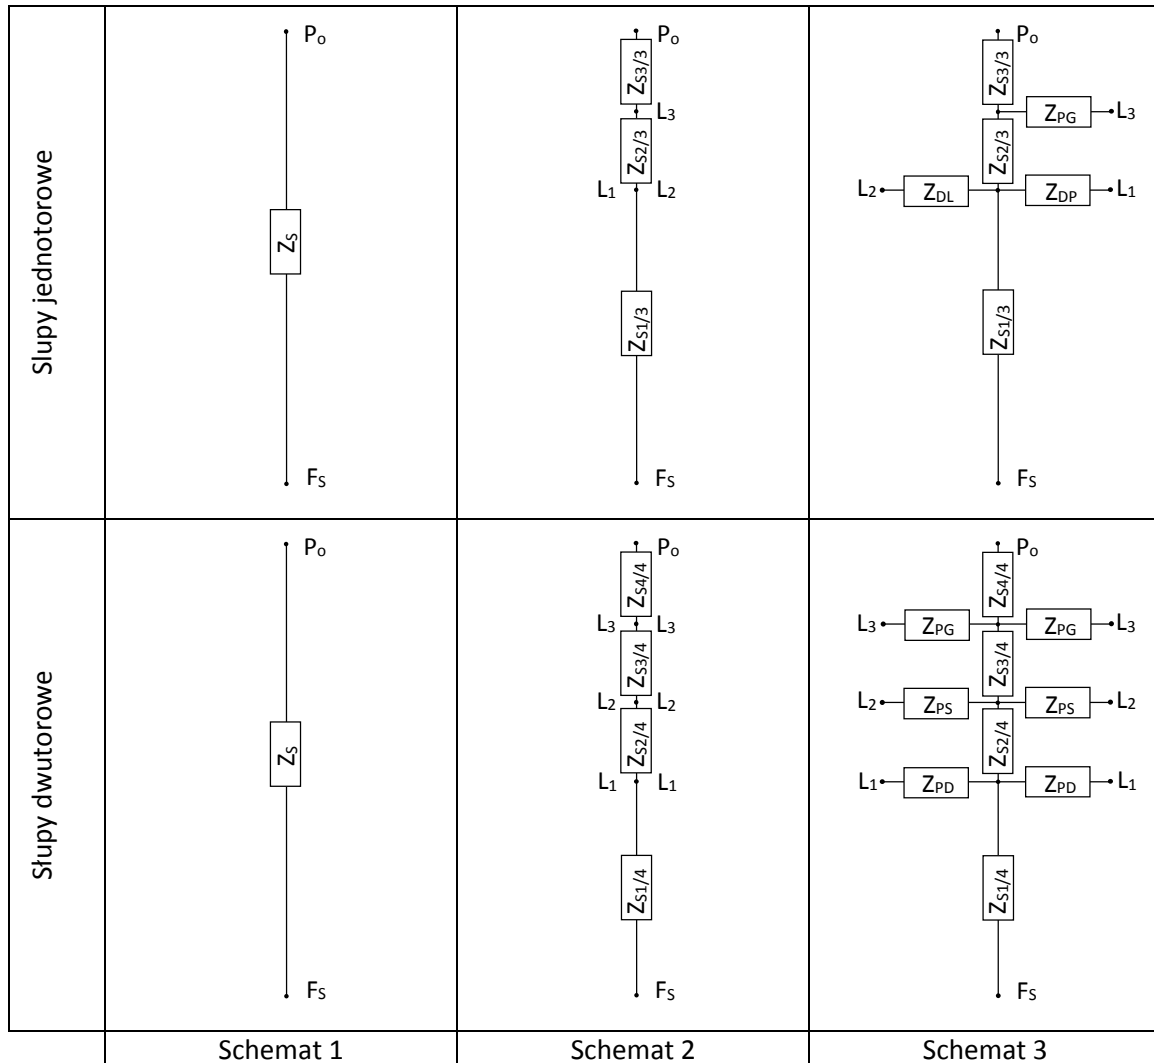 Slupy jednotorowe
Po
ZS
FS
Po
ZS3/3
L3
ZS2/3
L1 L2
ZS1/3
FS
Po
ZS3/3
ZPG L3
ZS2/3
L2 ZDL ZDP L1
ZS1/3
FS
Słupy dwutorowe
Po
ZS
FS
Po
ZS4/4
L3 L3
ZS3/4
L2 L2
ZS2/4
L1 L1
ZS1/4
FS
Po
ZS4/4
L3 ZPG ZPG L3
ZS3/4
L2 ZPS ZPS L2
ZS2/4
L1 ZPD ZPD L1
ZS1/4
FS
Schemat 1 Schemat 2 Schemat 3